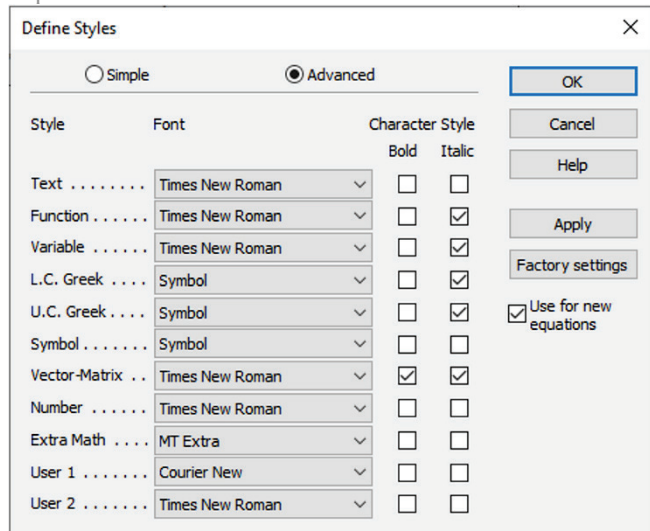 Define Styles
Simple Advanced
OK
Style Font Character Style Cancel
Bold Italic
Help
Text . . . . . . . . Times New Roman
Function . . . . . . Times New Roman
Apply
Variable . . . . . . Times New Roman
L.C. Greek . . . . Symbol
Factory settings
U.C. Greek . . . . Symbol
Use for new
equations
Symbol . . . . . . . Symbol
Vector-Matrix . . Times New Roman
Number . . . . . . Times New Roman
Extra Math . . . . MT Extra
User 1 . . . . . . . Courier New
User 2 . . . . . . . Times New Roman